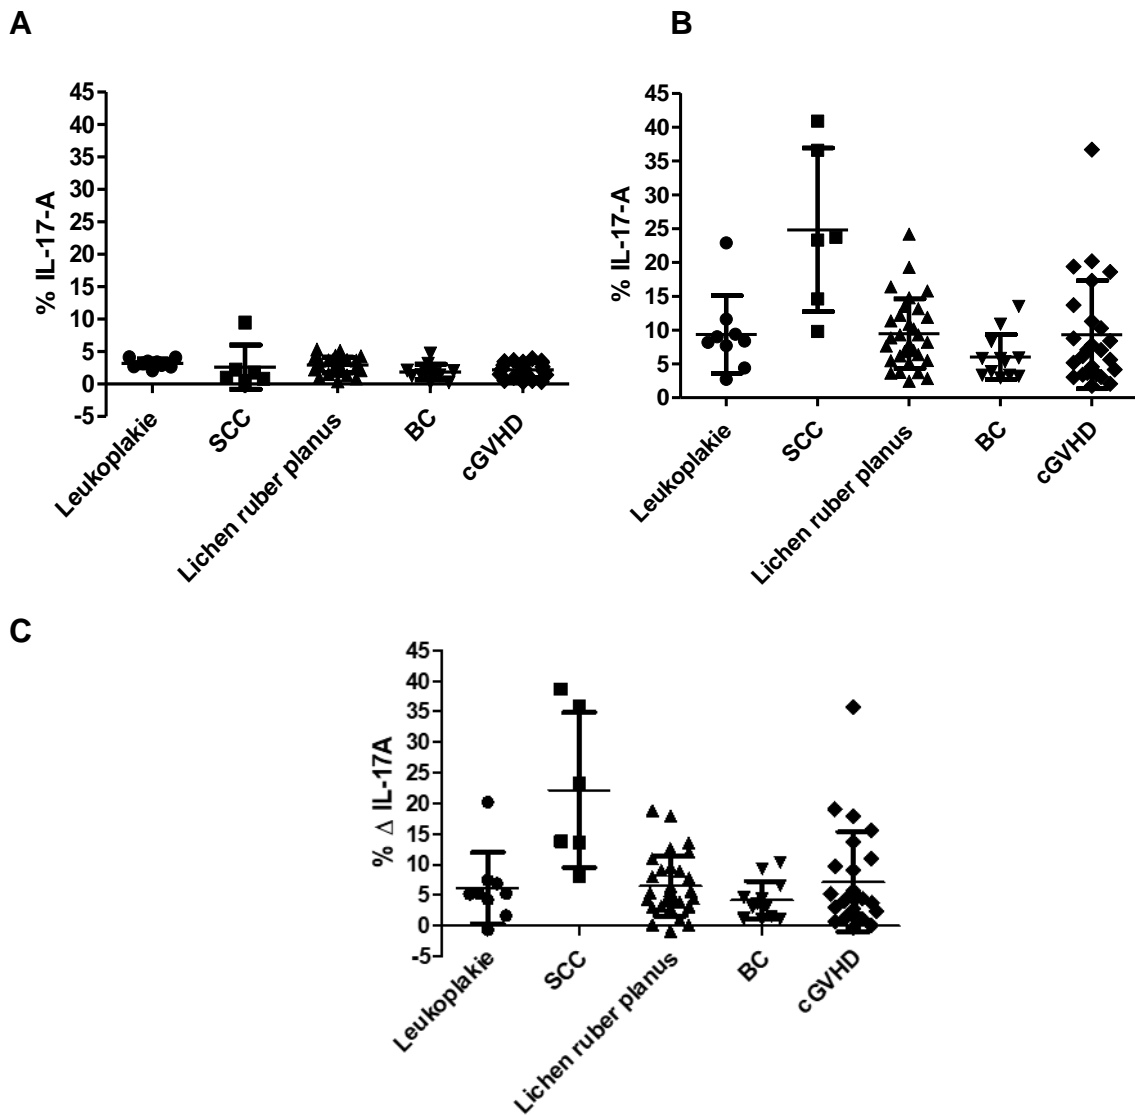 A
45
40
35
30
25
20
15
10
5
0
-5
% IL-17-A
Leukoplakie
SCC
Lichen ruber planus
BC
cGVHD
B
45
40
35
30
25
20
15
10
5
0
% IL-17-A
Leukoplakie
SCC
Lichen ruber planus
BC
cGVHD
C
45
40
35
30
25
20
15
10
5
0
-5
% Δ IL-17A
Leukoplakie
SCC
Lichen ruber planus
BC
cGVHD